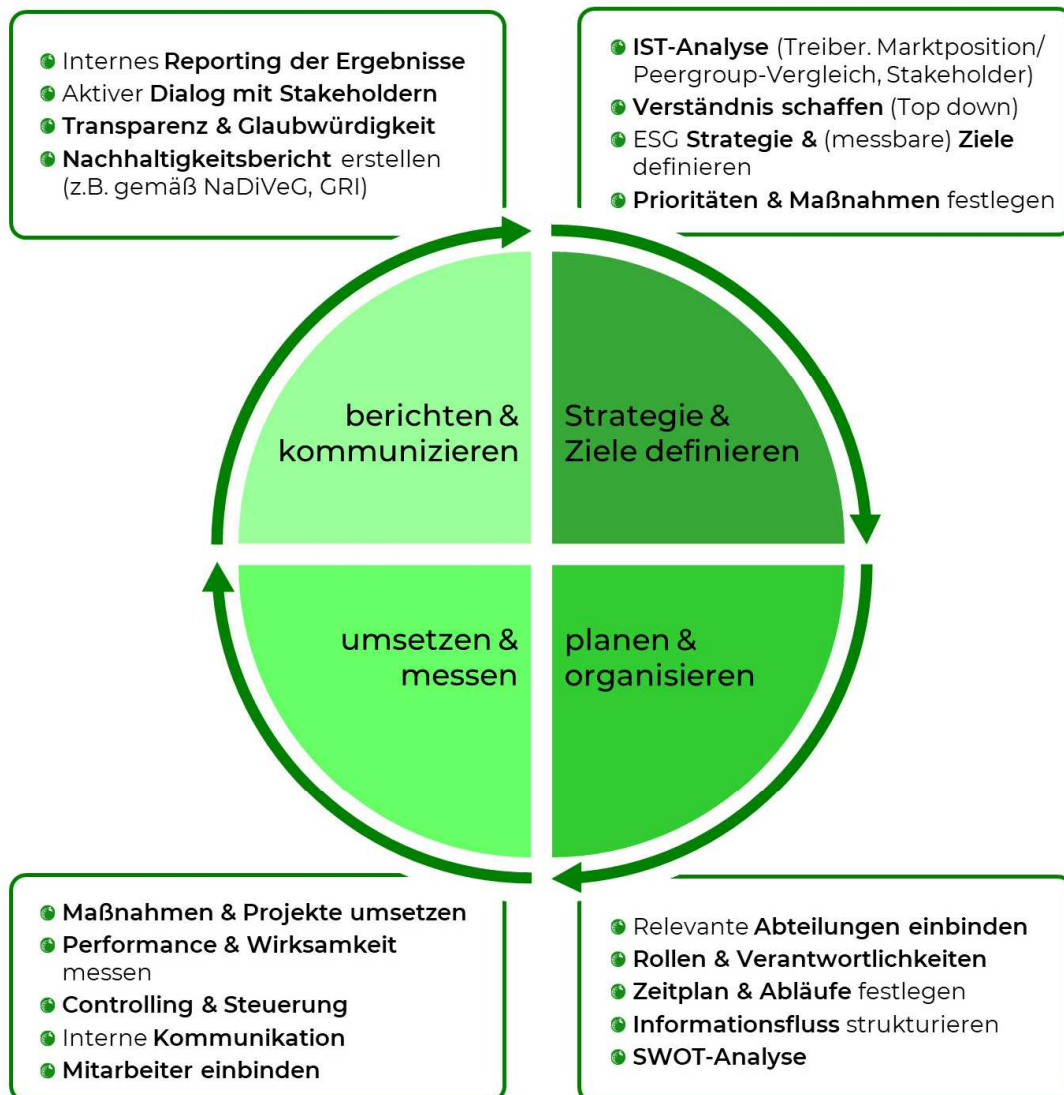 Internes Reporting der Ergebnisse
Aktiver Dialog mit Stakeholdern
Transparenz & Glaubwürdigkeit
Nachhaltigkeitsbericht erstellen
(z.B. gemäß NaDiVeG, GRI)
IST-Analyse (Treiber. Marktposition/
Peergroup-Vergleich, Stakeholder)
Verständnis schaffen (Top down)
ESG Strategie & (messbare) Ziele
definieren
Prioritäten & Maßnahmen festlegen
berichten &
kommunizieren
Strategie &
Ziele definieren
umsetzen &
messen
planen &
organisieren
Maßnahmen & Projekte umsetzen
Performance & Wirksamkeit
messen
Controlling & Steuerung
Interne Kommunikation
Mitarbeiter einbinden
Relevante Abteilungen einbinden
Rollen & Verantwortlichkeiten
Zeitplan & Abläufe festlegen
Informationsfluss strukturieren
SWOT-Analyse